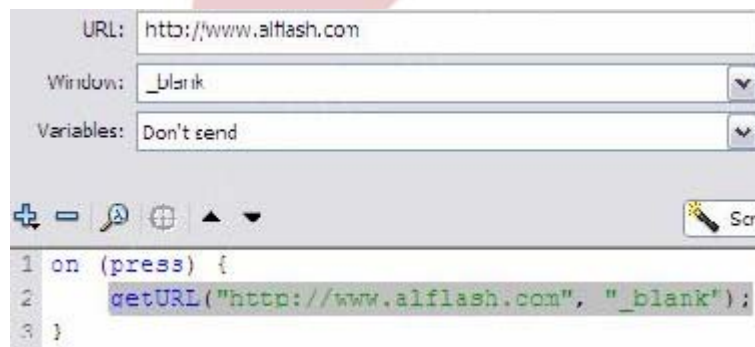 URL: http://www.alflash.com
Window: _blank
Variables: Don't send
Scr
1 on (press) {
2 getURL("http://www.alflash.com", "_blank");
3 }